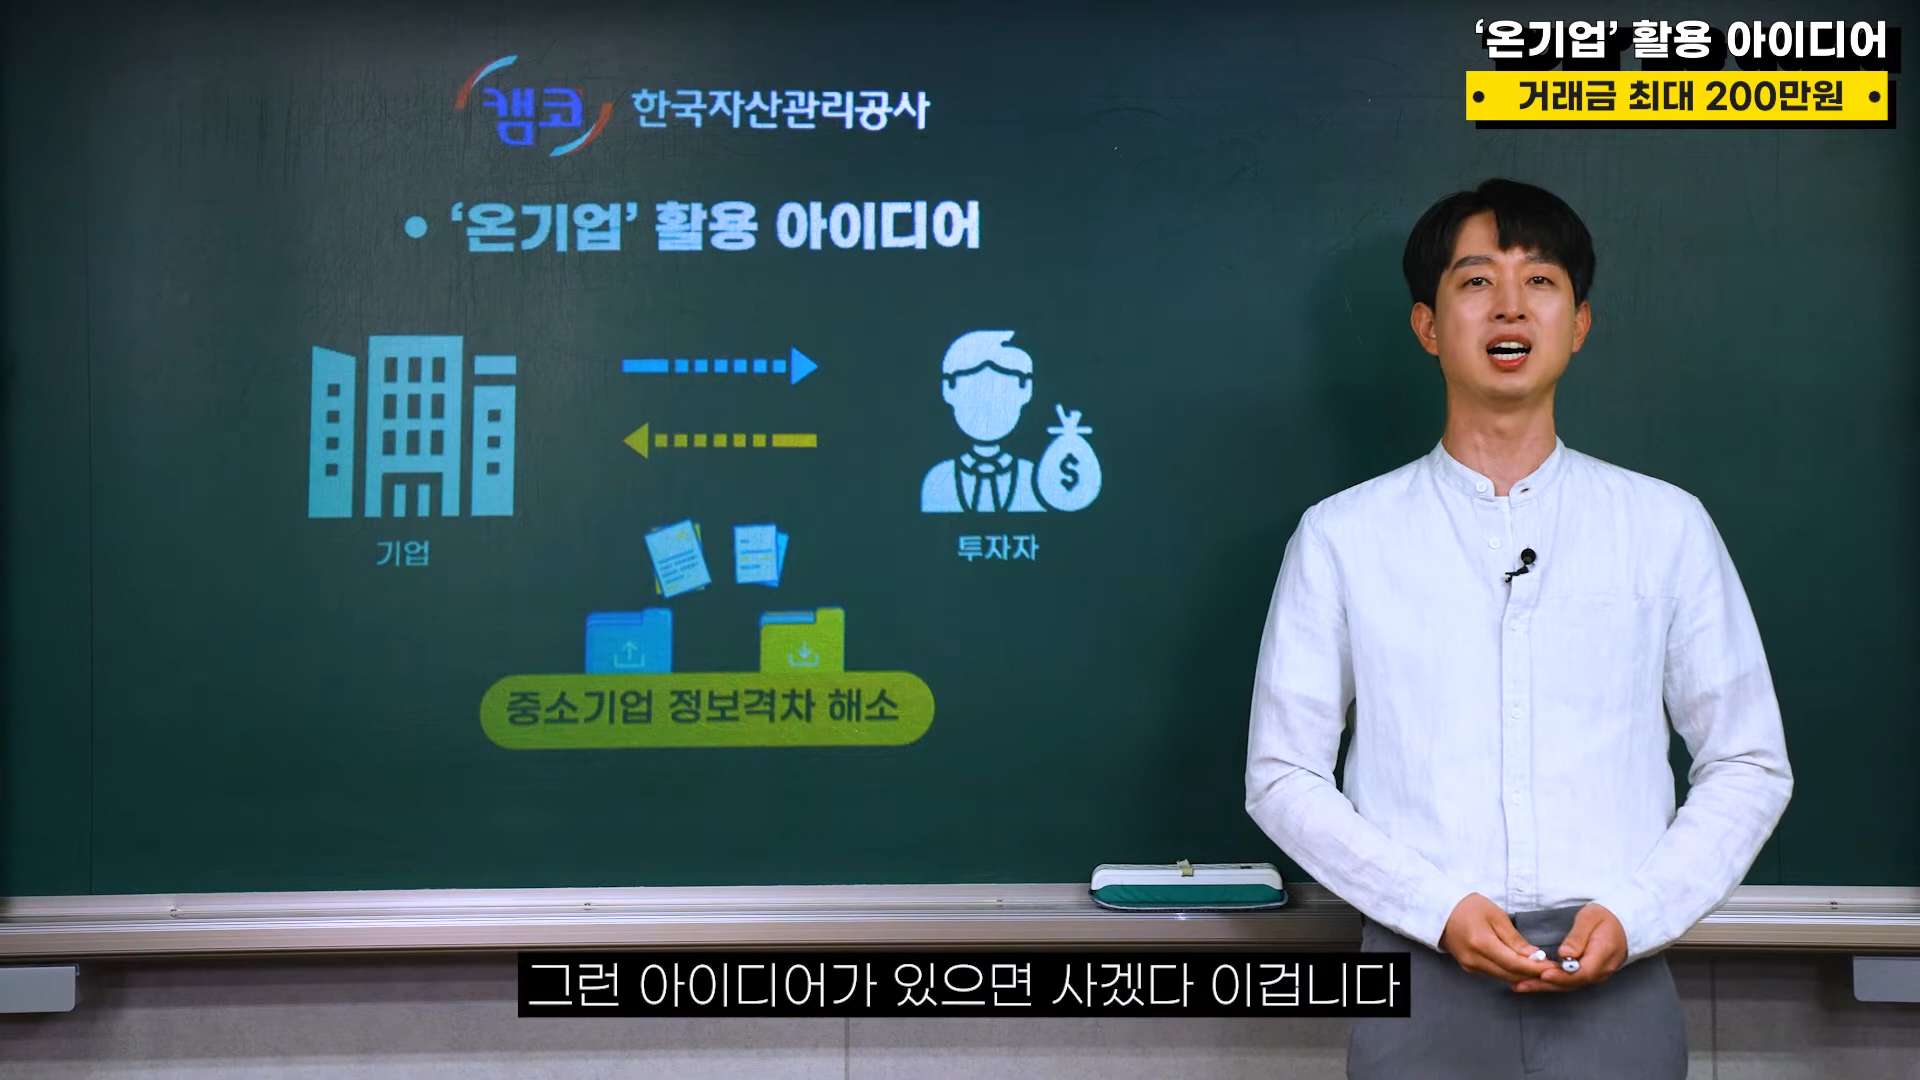 ‘온기업’ 활용 아이디어
• 거래금 최대 200만원 •
캠코 한국자산관리공사
• ‘온기업’ 활용 아이디어
$
기업
투자자
중소기업 정보격차 해소
그런 아이디어가 있으면 사겠다 이겁니다